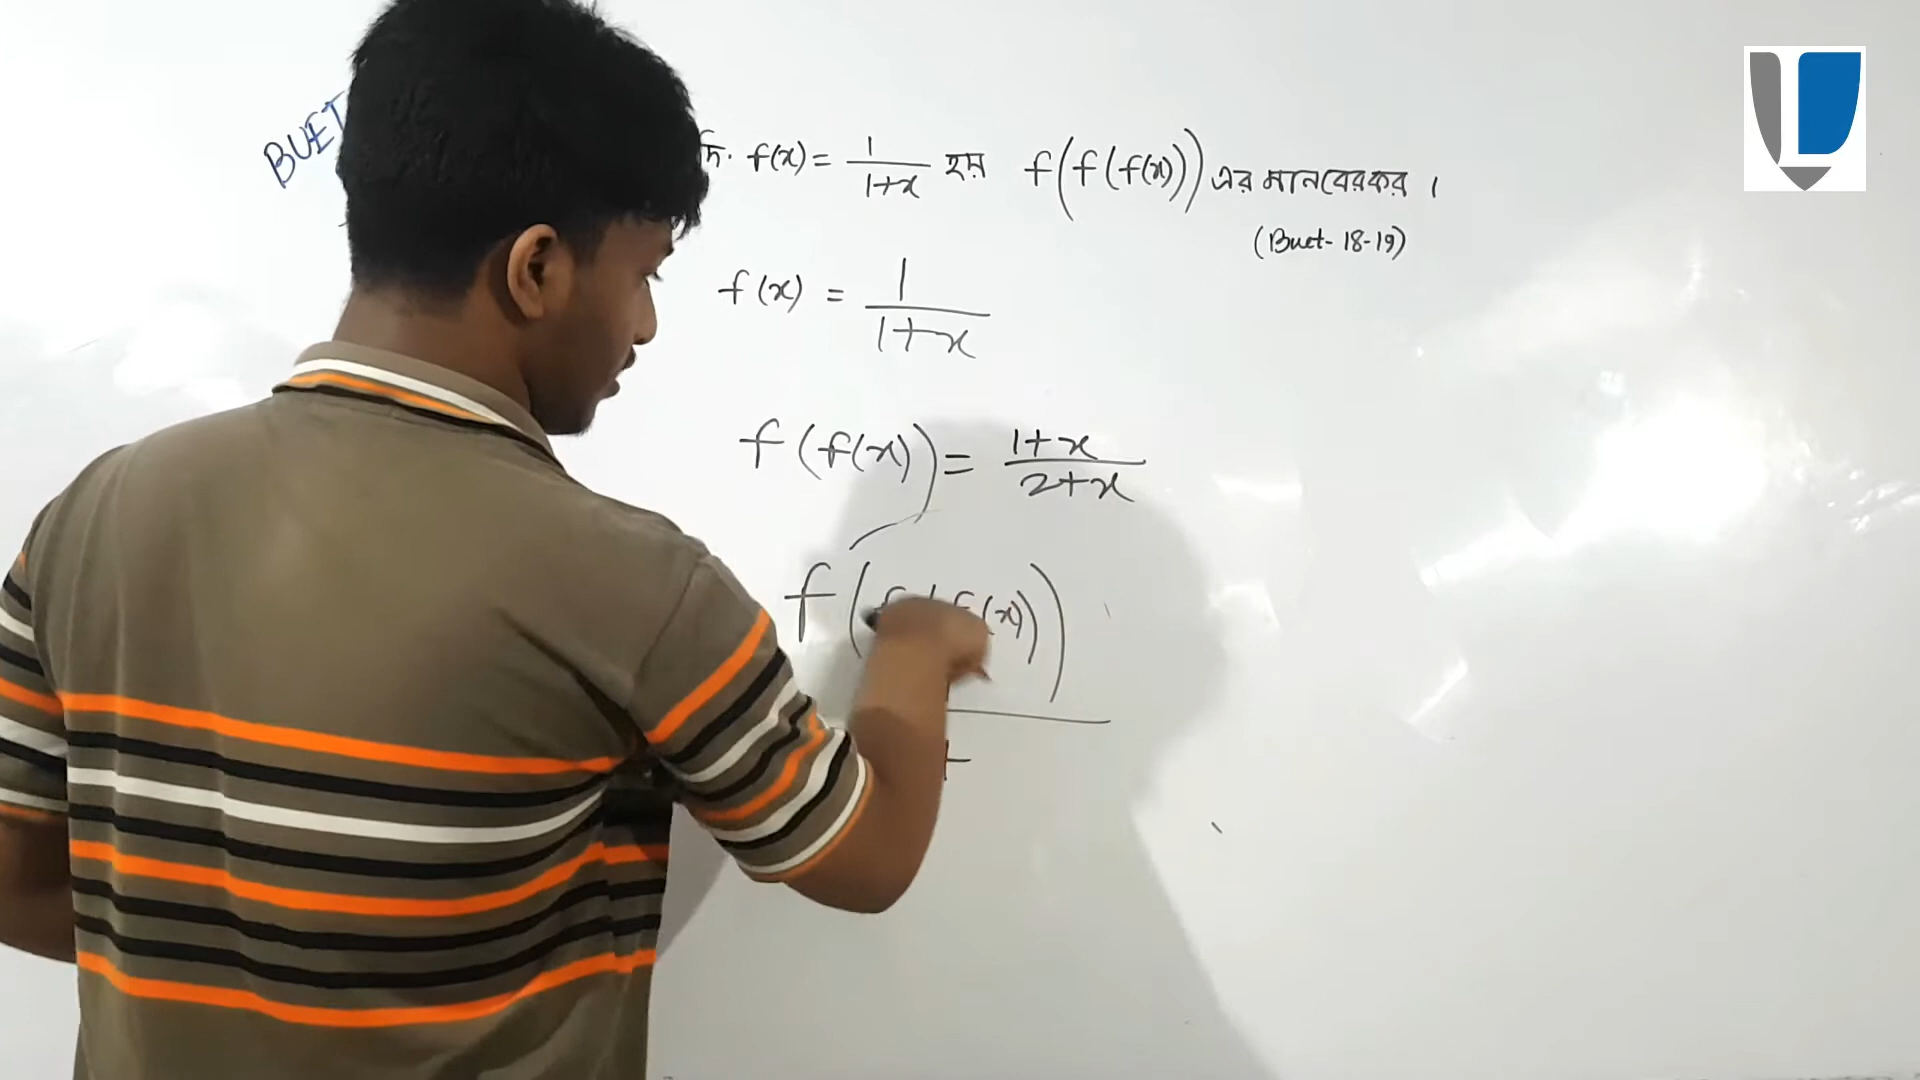 BUET
f(x) = 1/1+x হয় f(f(f(x))) এর মান বের কর ।
(Buet-18-19)
f(x) = 1/1+x
f(f(x)) = 1+x/2+x
f(f(f(x)))
+